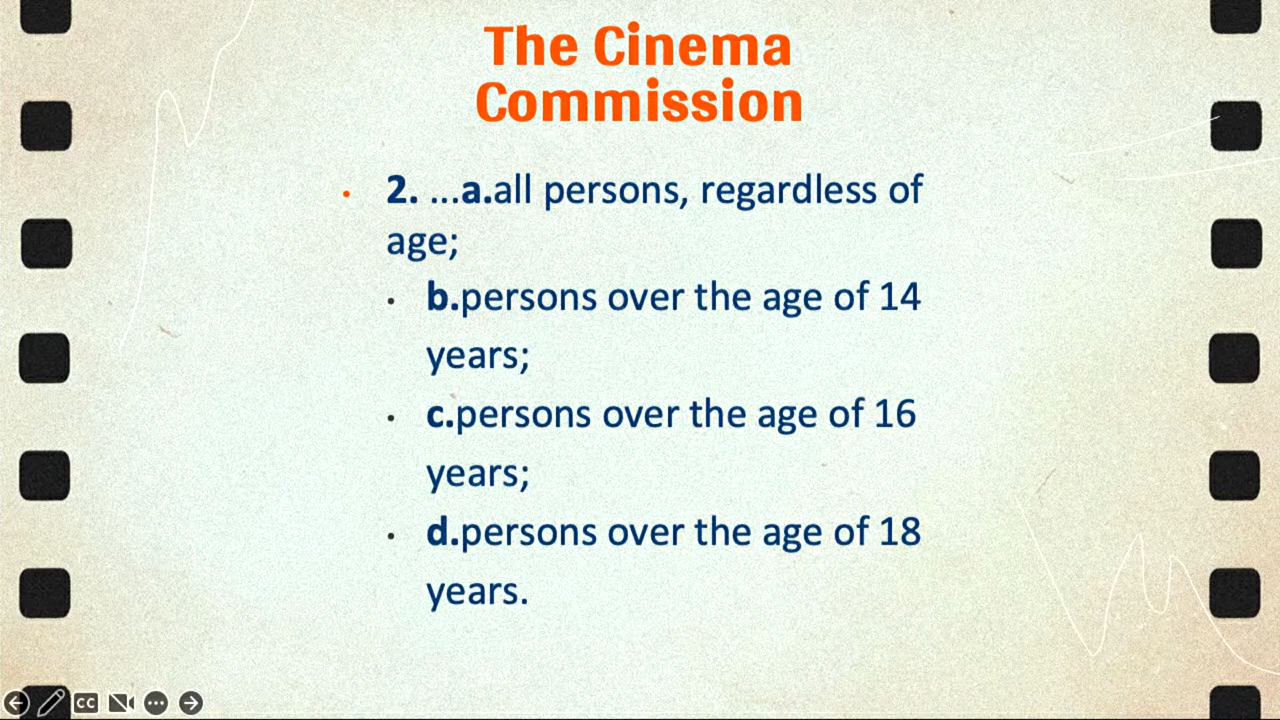 The Cinema
Commission
• 2. ...a.all persons, regardless of
age;
• b.persons over the age of 14
years;
• c.persons over the age of 16
years;
• d.persons over the age of 18
years.
CC